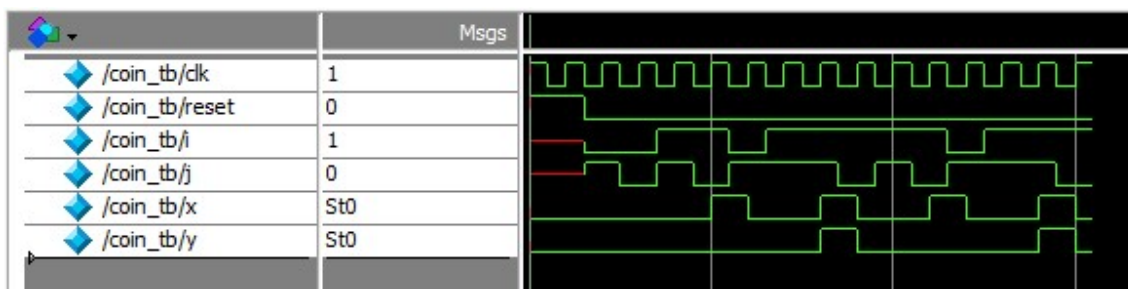 Msgs
/coin_tb/clk 1
/coin_tb/reset 0
/coin_tb/i 1
/coin_tb/j 0
/coin_tb/x St0
/coin_tb/y St0